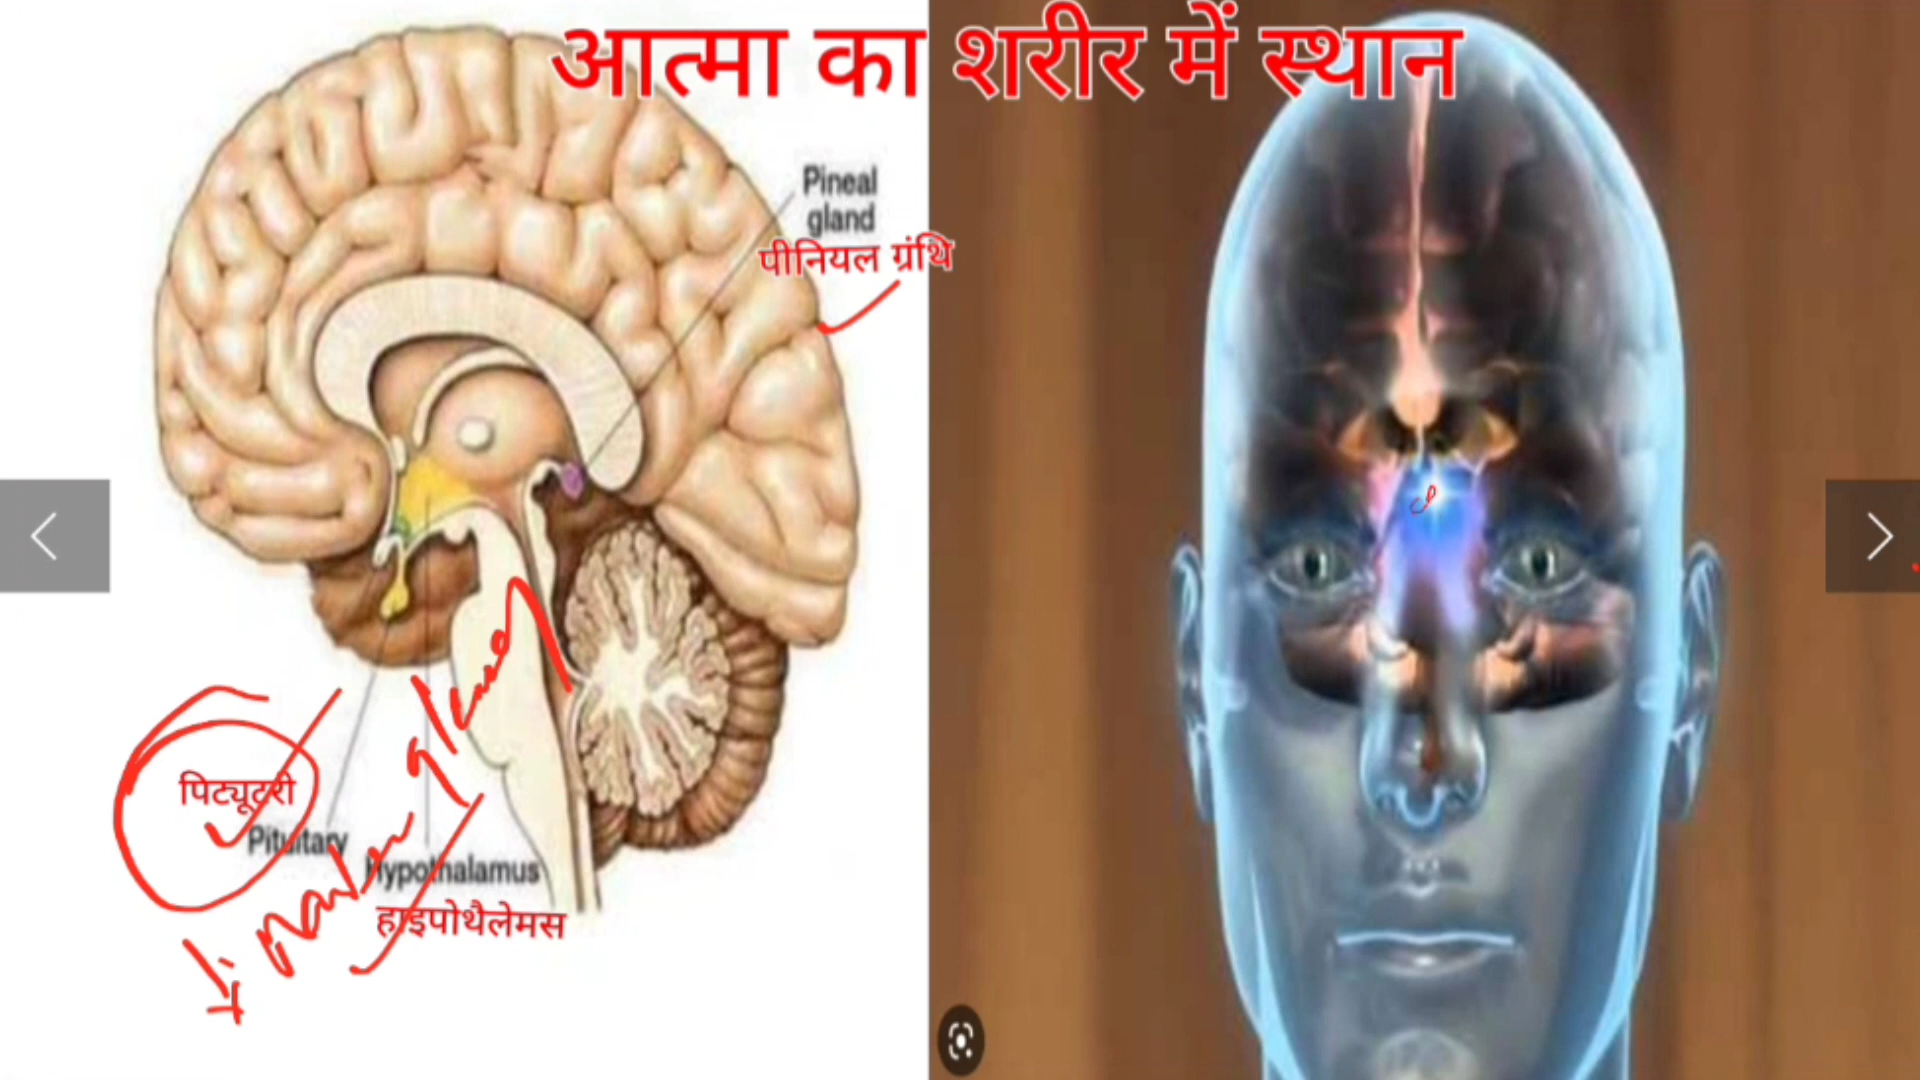 आत्मा का शरीर में स्थान
Pineal
gland
पीनियल ग्रंथि
पिट्यूटरी
Pituitary
Hypothalamus
हाइपोथैलेमस